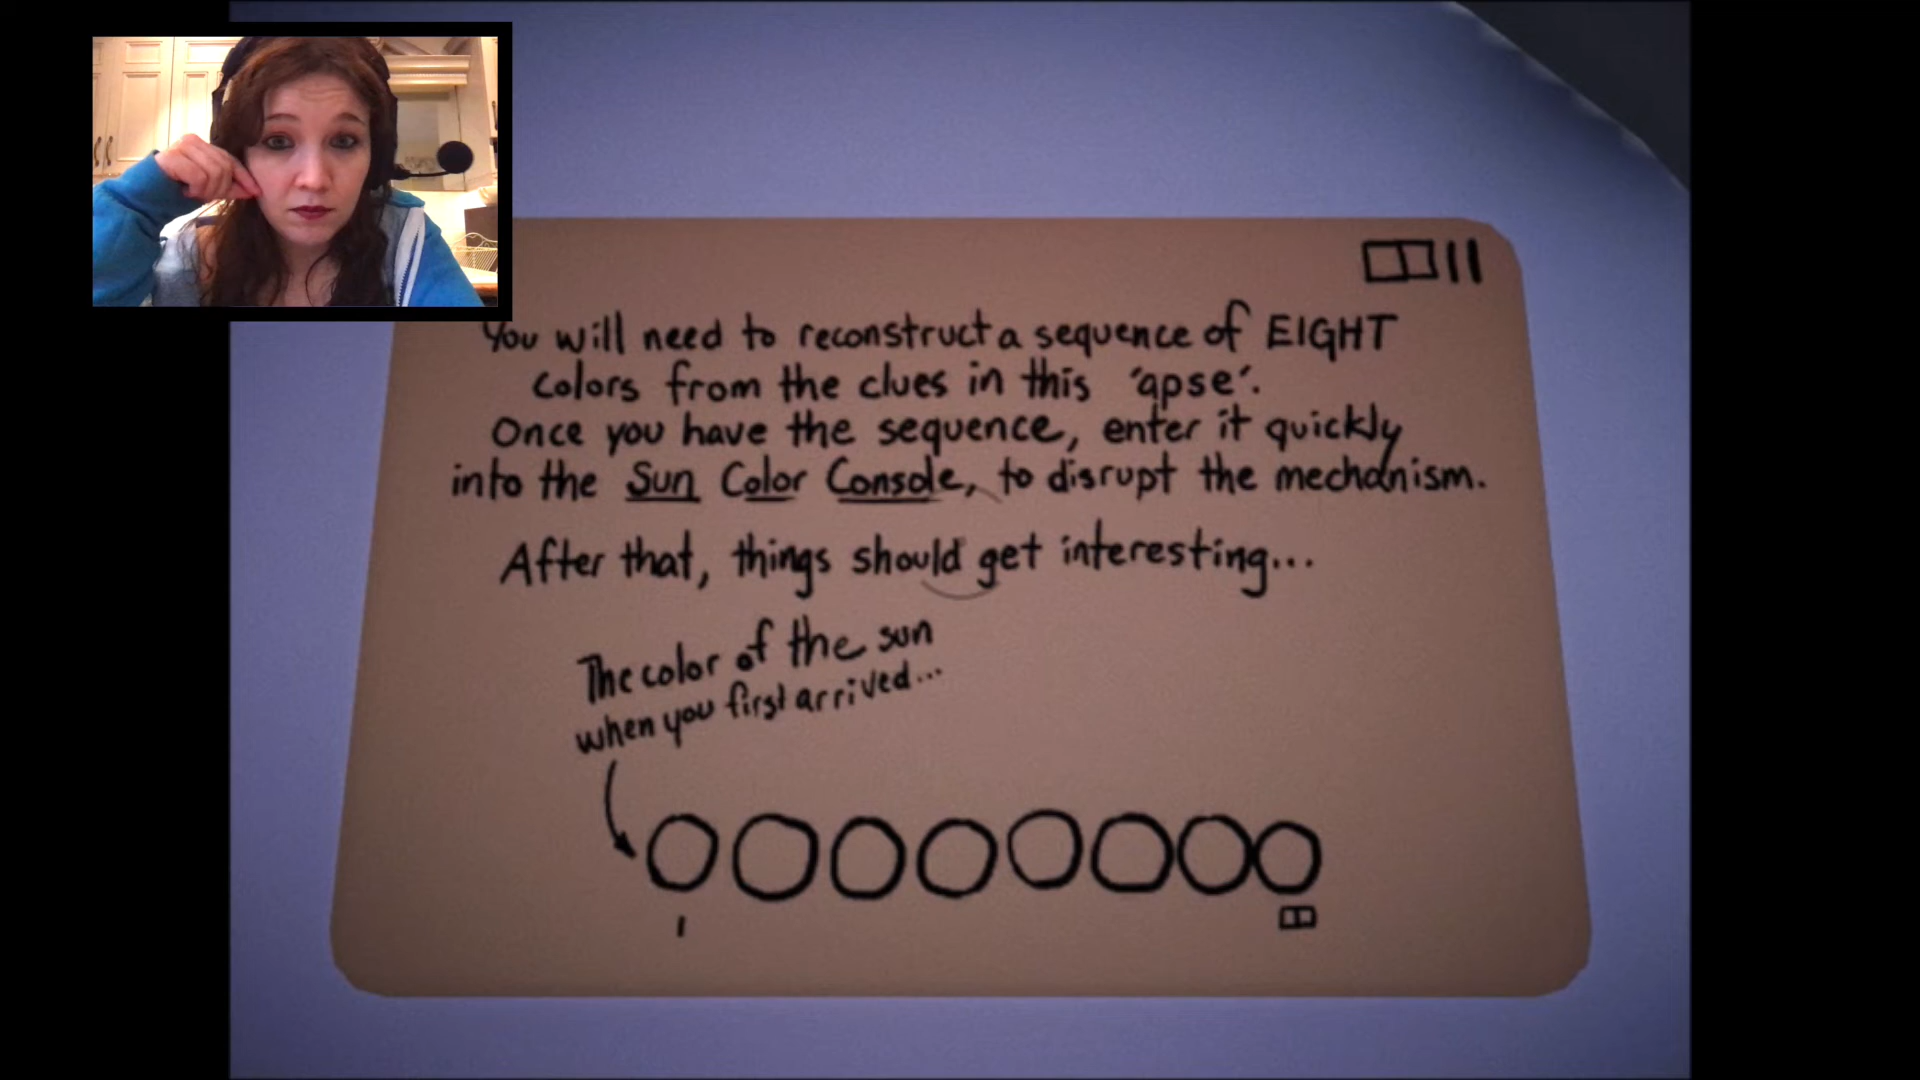 You will need to reconstruct a sequence of EIGHT
colors from the clues in this 'apse'.
Once you have the sequence, enter it quickly
into the Sun Color Console, to disrupt the mechanism.
After that, things should get interesting...
The color of the sun
when you first arrived...